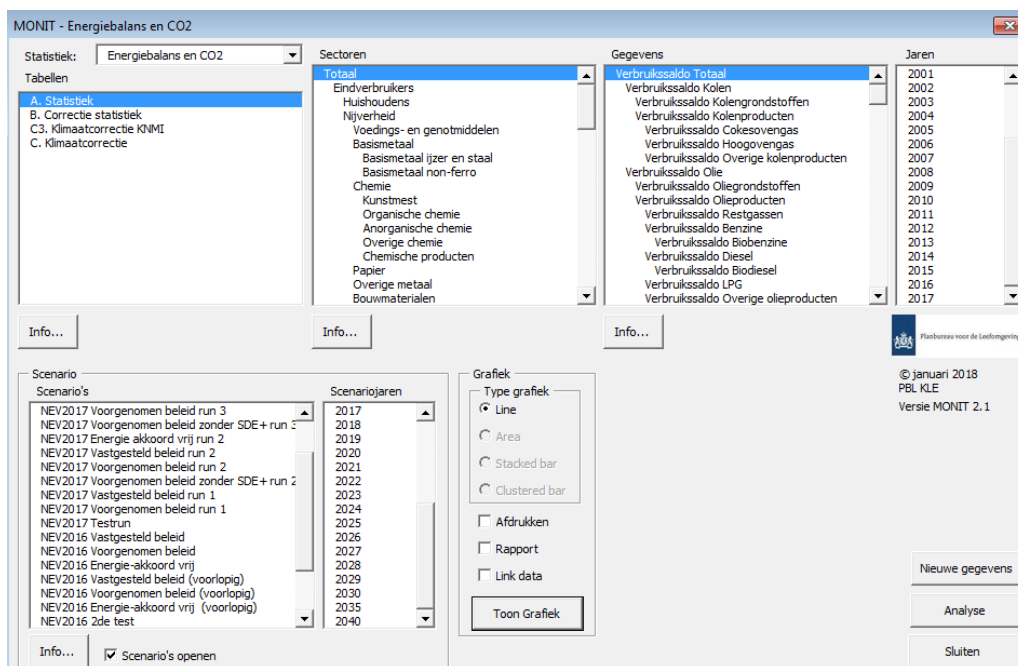 MONIT - Energiebalans en CO2
Statistiek:
Energiebalans en CO2
Tabellen
A. Statistiek
B. Correctie statistiek
C3. Klimaatcorrectie KNMI
C. Klimaatcorrectie
Info...
Sectoren
Totaal
Eindverbruikers
Huishoudens
Nijverheid
Voedings- en genotmiddelen
Basismetaal
Basismetaal ijzer en staal
Basismetaal non-ferro
Chemie
Kunstmest
Organische chemie
Anorganische chemie
Overige chemie
Chemische producten
Papier
Overige metaal
Bouwmaterialen
Info...
Gegevens
Verbruikssaldo Totaal
Verbruikssaldo Kolen
Verbruikssaldo Kolengrondstoffen
Verbruikssaldo Kolenproducten
Verbruikssaldo Cokesovengas
Verbruikssaldo Hoogovengas
Verbruikssaldo Overige kolenproducten
Verbruikssaldo Olie
Verbruikssaldo Oliegrondstoffen
Verbruikssaldo Olieproducten
Verbruikssaldo Restgassen
Verbruikssaldo Benzine
Verbruikssaldo Biobenzine
Verbruikssaldo Diesel
Verbruikssaldo Biodiesel
Verbruikssaldo LPG
Verbruikssaldo Overige olieproducten
Info...
Jaren
2001
2002
2003
2004
2005
2006
2007
2008
2009
2010
2011
2012
2013
2014
2015
2016
2017
Planbureau voor de Leefomgeving
© januari 2018
PBL KLE
Versie MONIT 2.1
Scenario
Scenario's
NEV2017 Voorgenomen beleid run 3
NEV2017 Voorgenomen beleid zonder SDE+ run 3
NEV2017 Energie akkoord vrij run 2
NEV2017 Vastgesteld beleid run 2
NEV2017 Voorgenomen beleid run 2
NEV2017 Voorgenomen beleid zonder SDE+ run 2
NEV2017 Vastgesteld beleid run 1
NEV2017 Voorgenomen beleid run 1
NEV2017 Testrun
NEV2016 Vastgesteld beleid
NEV2016 Voorgenomen beleid
NEV2016 Energie-akkoord vrij
NEV2016 Vastgesteld beleid (voorlopig)
NEV2016 Voorgenomen beleid (voorlopig)
NEV2016 Energie-akkoord vrij (voorlopig)
NEV2016 2de test
Info...
Scenario's openen
Scenariojaren
2017
2018
2019
2020
2021
2022
2023
2024
2025
2026
2027
2028
2029
2030
2035
2040
Grafiek
Type grafiek
Line
Area
Stacked bar
Clustered bar
Afdrukken
Rapport
Link data
Toon Grafiek
Nieuwe gegevens
Analyse
Sluiten